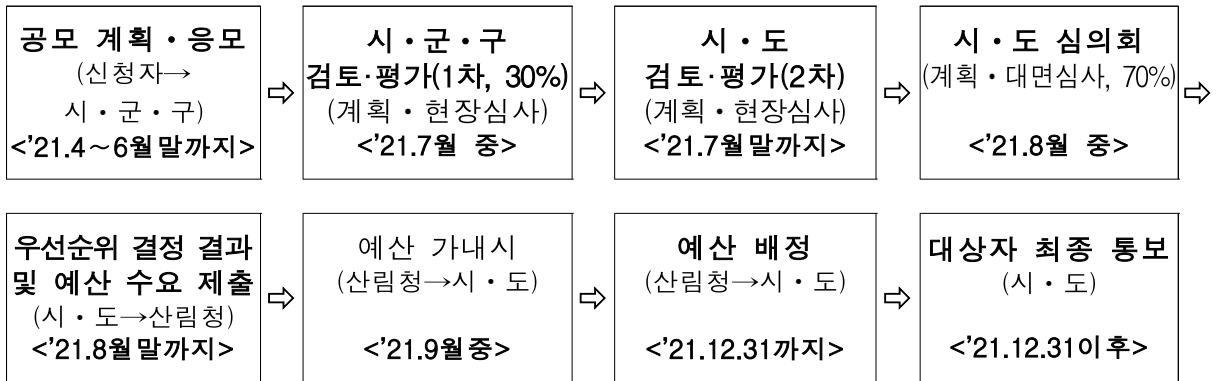 공모 계획·응모
(신청자→
시·군·구)
<'21.4~6월말까지>
⇨
시·군·구
검토·평가(1차, 30%)
(계획·현장심사)
<'21.7월 중>
⇨
시·도
검토·평가(2차)
(계획·현장심사)
<'21.7월말까지>
⇨
시·도 심의회
(계획·대면심사, 70%)
<'21.8월 중>
⇨
우선순위 결정 결과
및 예산 수요 제출
(시·도→산림청)
<'21.8월말까지>
⇨
예산 가내시
(산림청→시·도)
<'21.9월중>
⇨
예산 배정
(산림청→시·도)
<'21.12.31까지>
⇨
대상자 최종 통보
(시·도)
<'21.12.31이후>